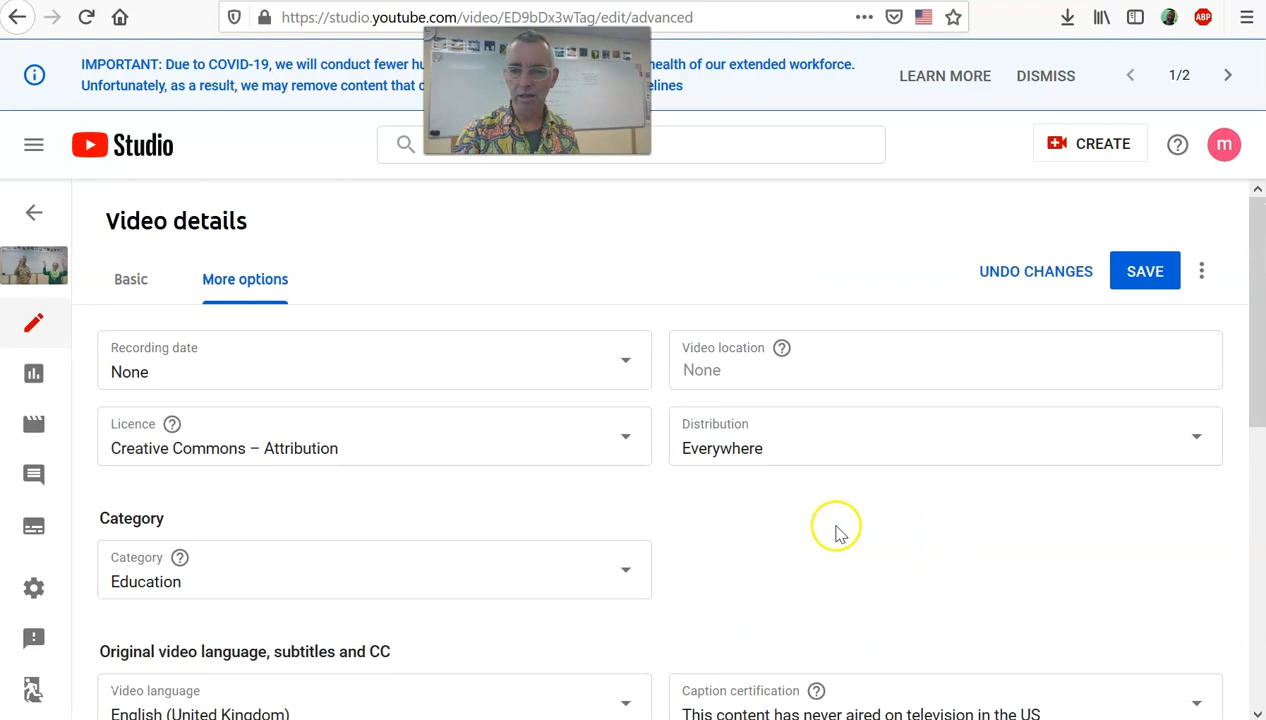 https://studio.youtube.com/video/ED9bDx3wTag/edit/advanced
ABP
IMPORTANT: Due to COVID-19, we will conduct fewer hu health of our extended workforce.
Unfortunately, as a result, we may remove content that d elines
LEARN MORE
DISMISS
1/2
Studio
CREATE
m
Video details
Basic
More options
UNDO CHANGES
SAVE
Recording date
None
Video location
None
Licence
Creative Commons – Attribution
Distribution
Everywhere
Category
Category
Education
Original video language, subtitles and CC
Video language
English (United Kingdom)
Caption certification
This content has never aired on television in the US